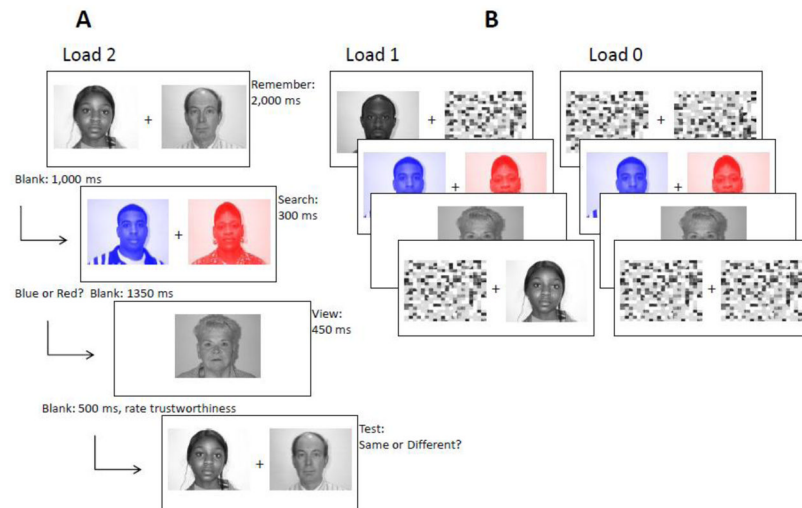 A
B
Load 2
Load 1
Load 0
Remember:
2,000 ms
+
+
+
Blank: 1,000 ms
Search:
300 ms
+
+
+
Blue or Red? Blank: 1350 ms
View:
450 ms
+
+
Blank: 500 ms, rate trustworthiness
Test:
Same or Different?
+